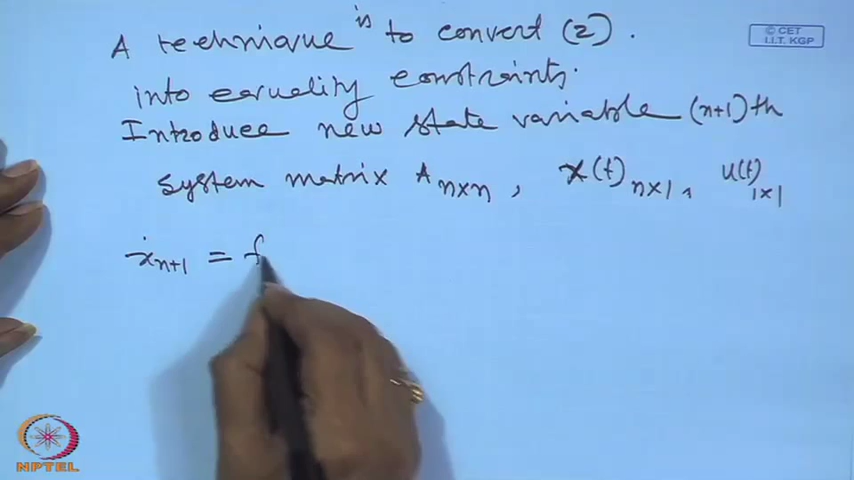 A technique is to convert (2).
© CET
I.I.T. KGP
into equality constraints.
Introduce new state variable (n+1)th
System matrix A n×n, x(t) n×1, u(t) 1×1
ẋ n+1 = f
NPTEL